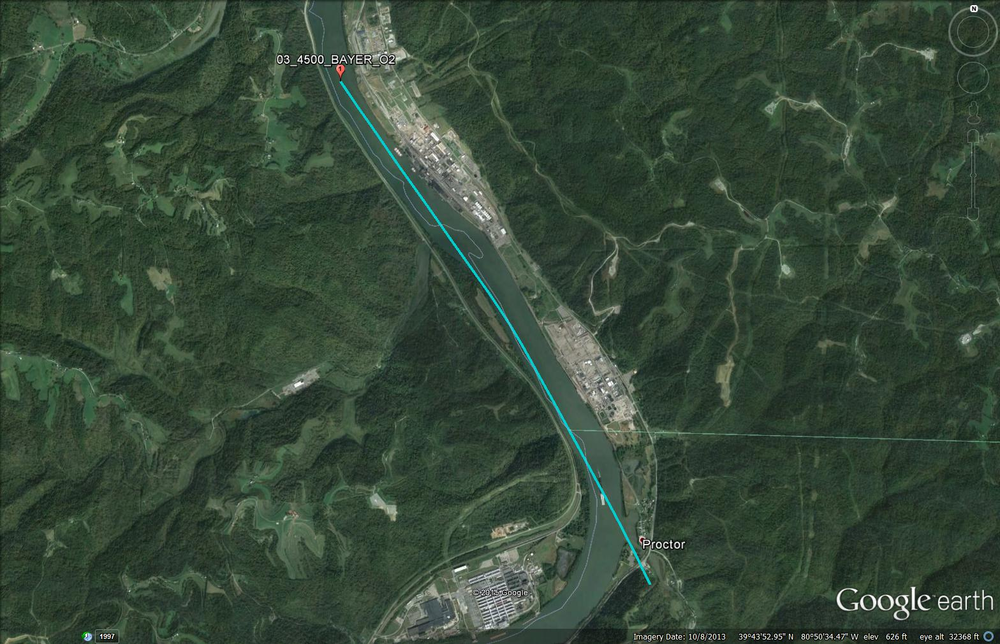 N
03_4500_BAYER_O2
1
Proctor
© 2015 Google
Google earth
1997
Imagery Date: 10/8/2013 39°43'52.95" N 80°50'34.47" W elev 626 ft eye alt 32368 ft